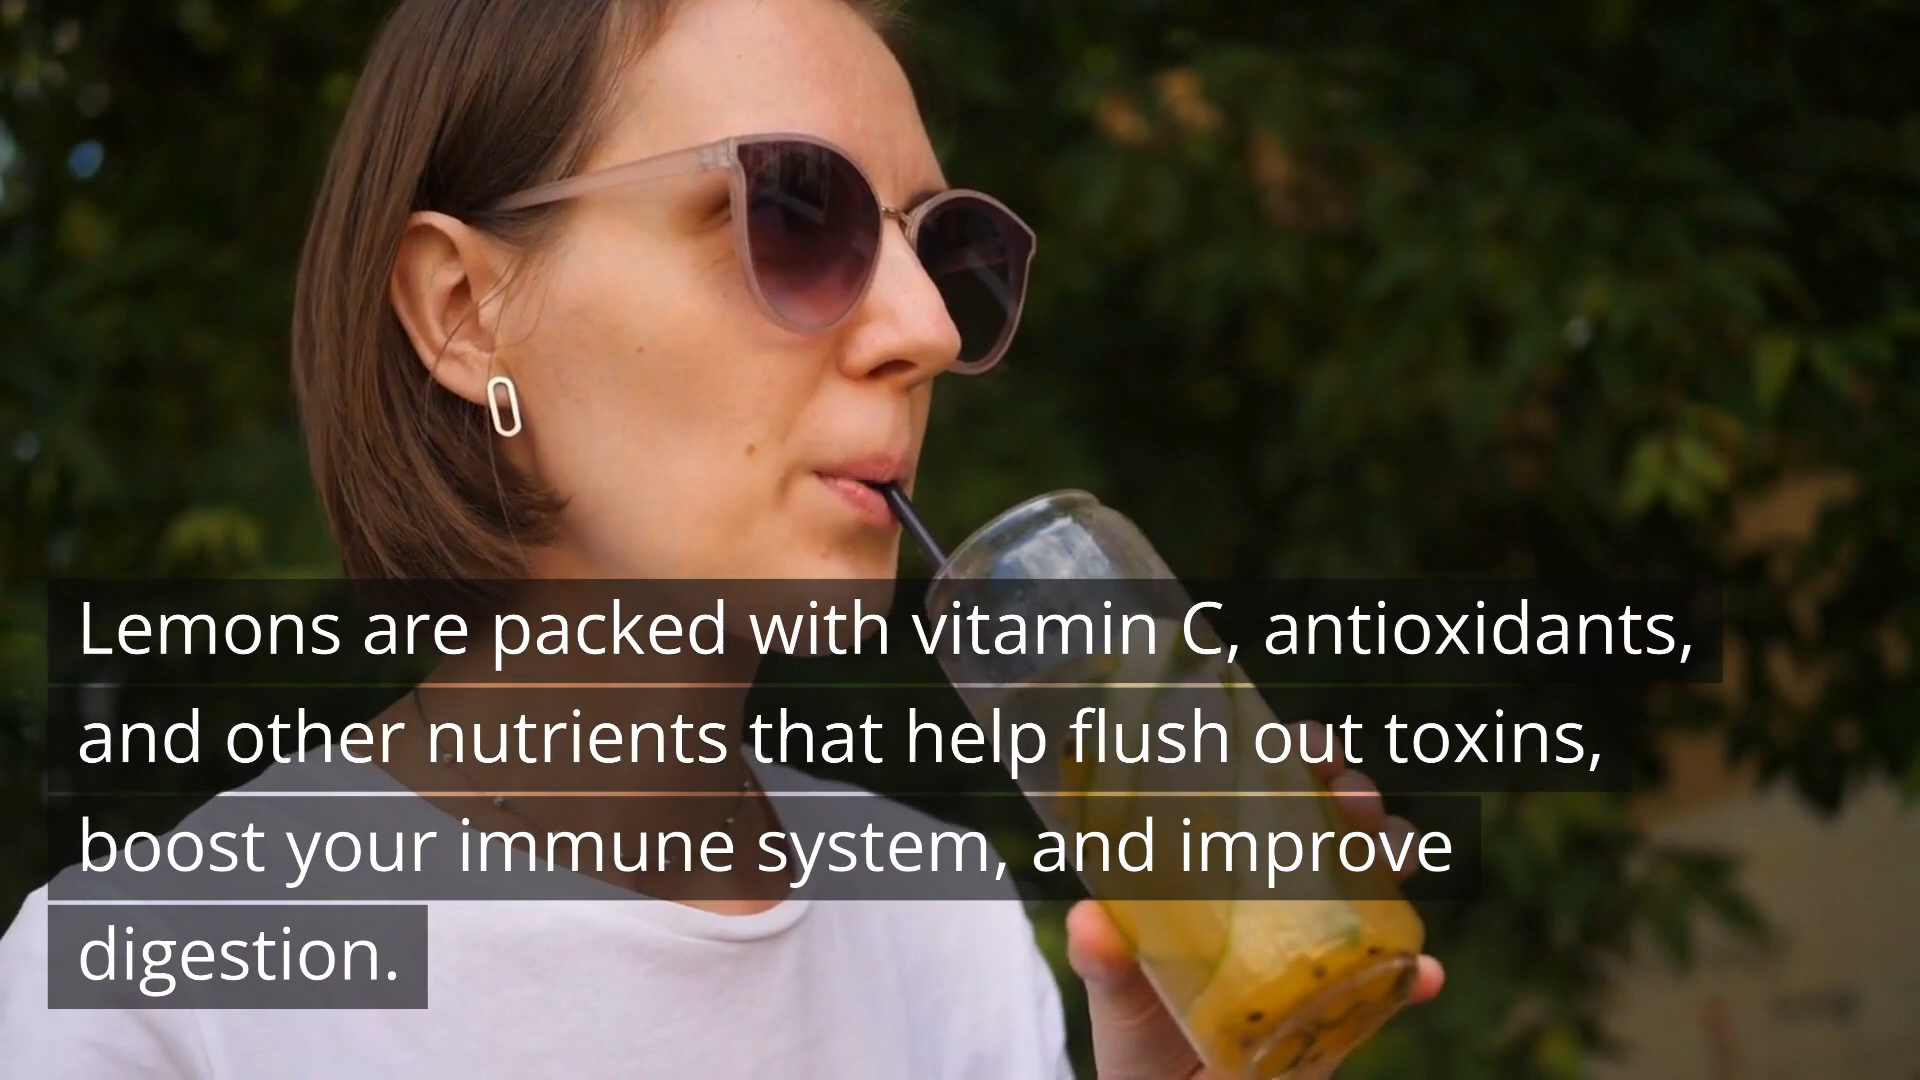 Lemons are packed with vitamin C, antioxidants,
and other nutrients that help flush out toxins,
boost your immune system, and improve
digestion.